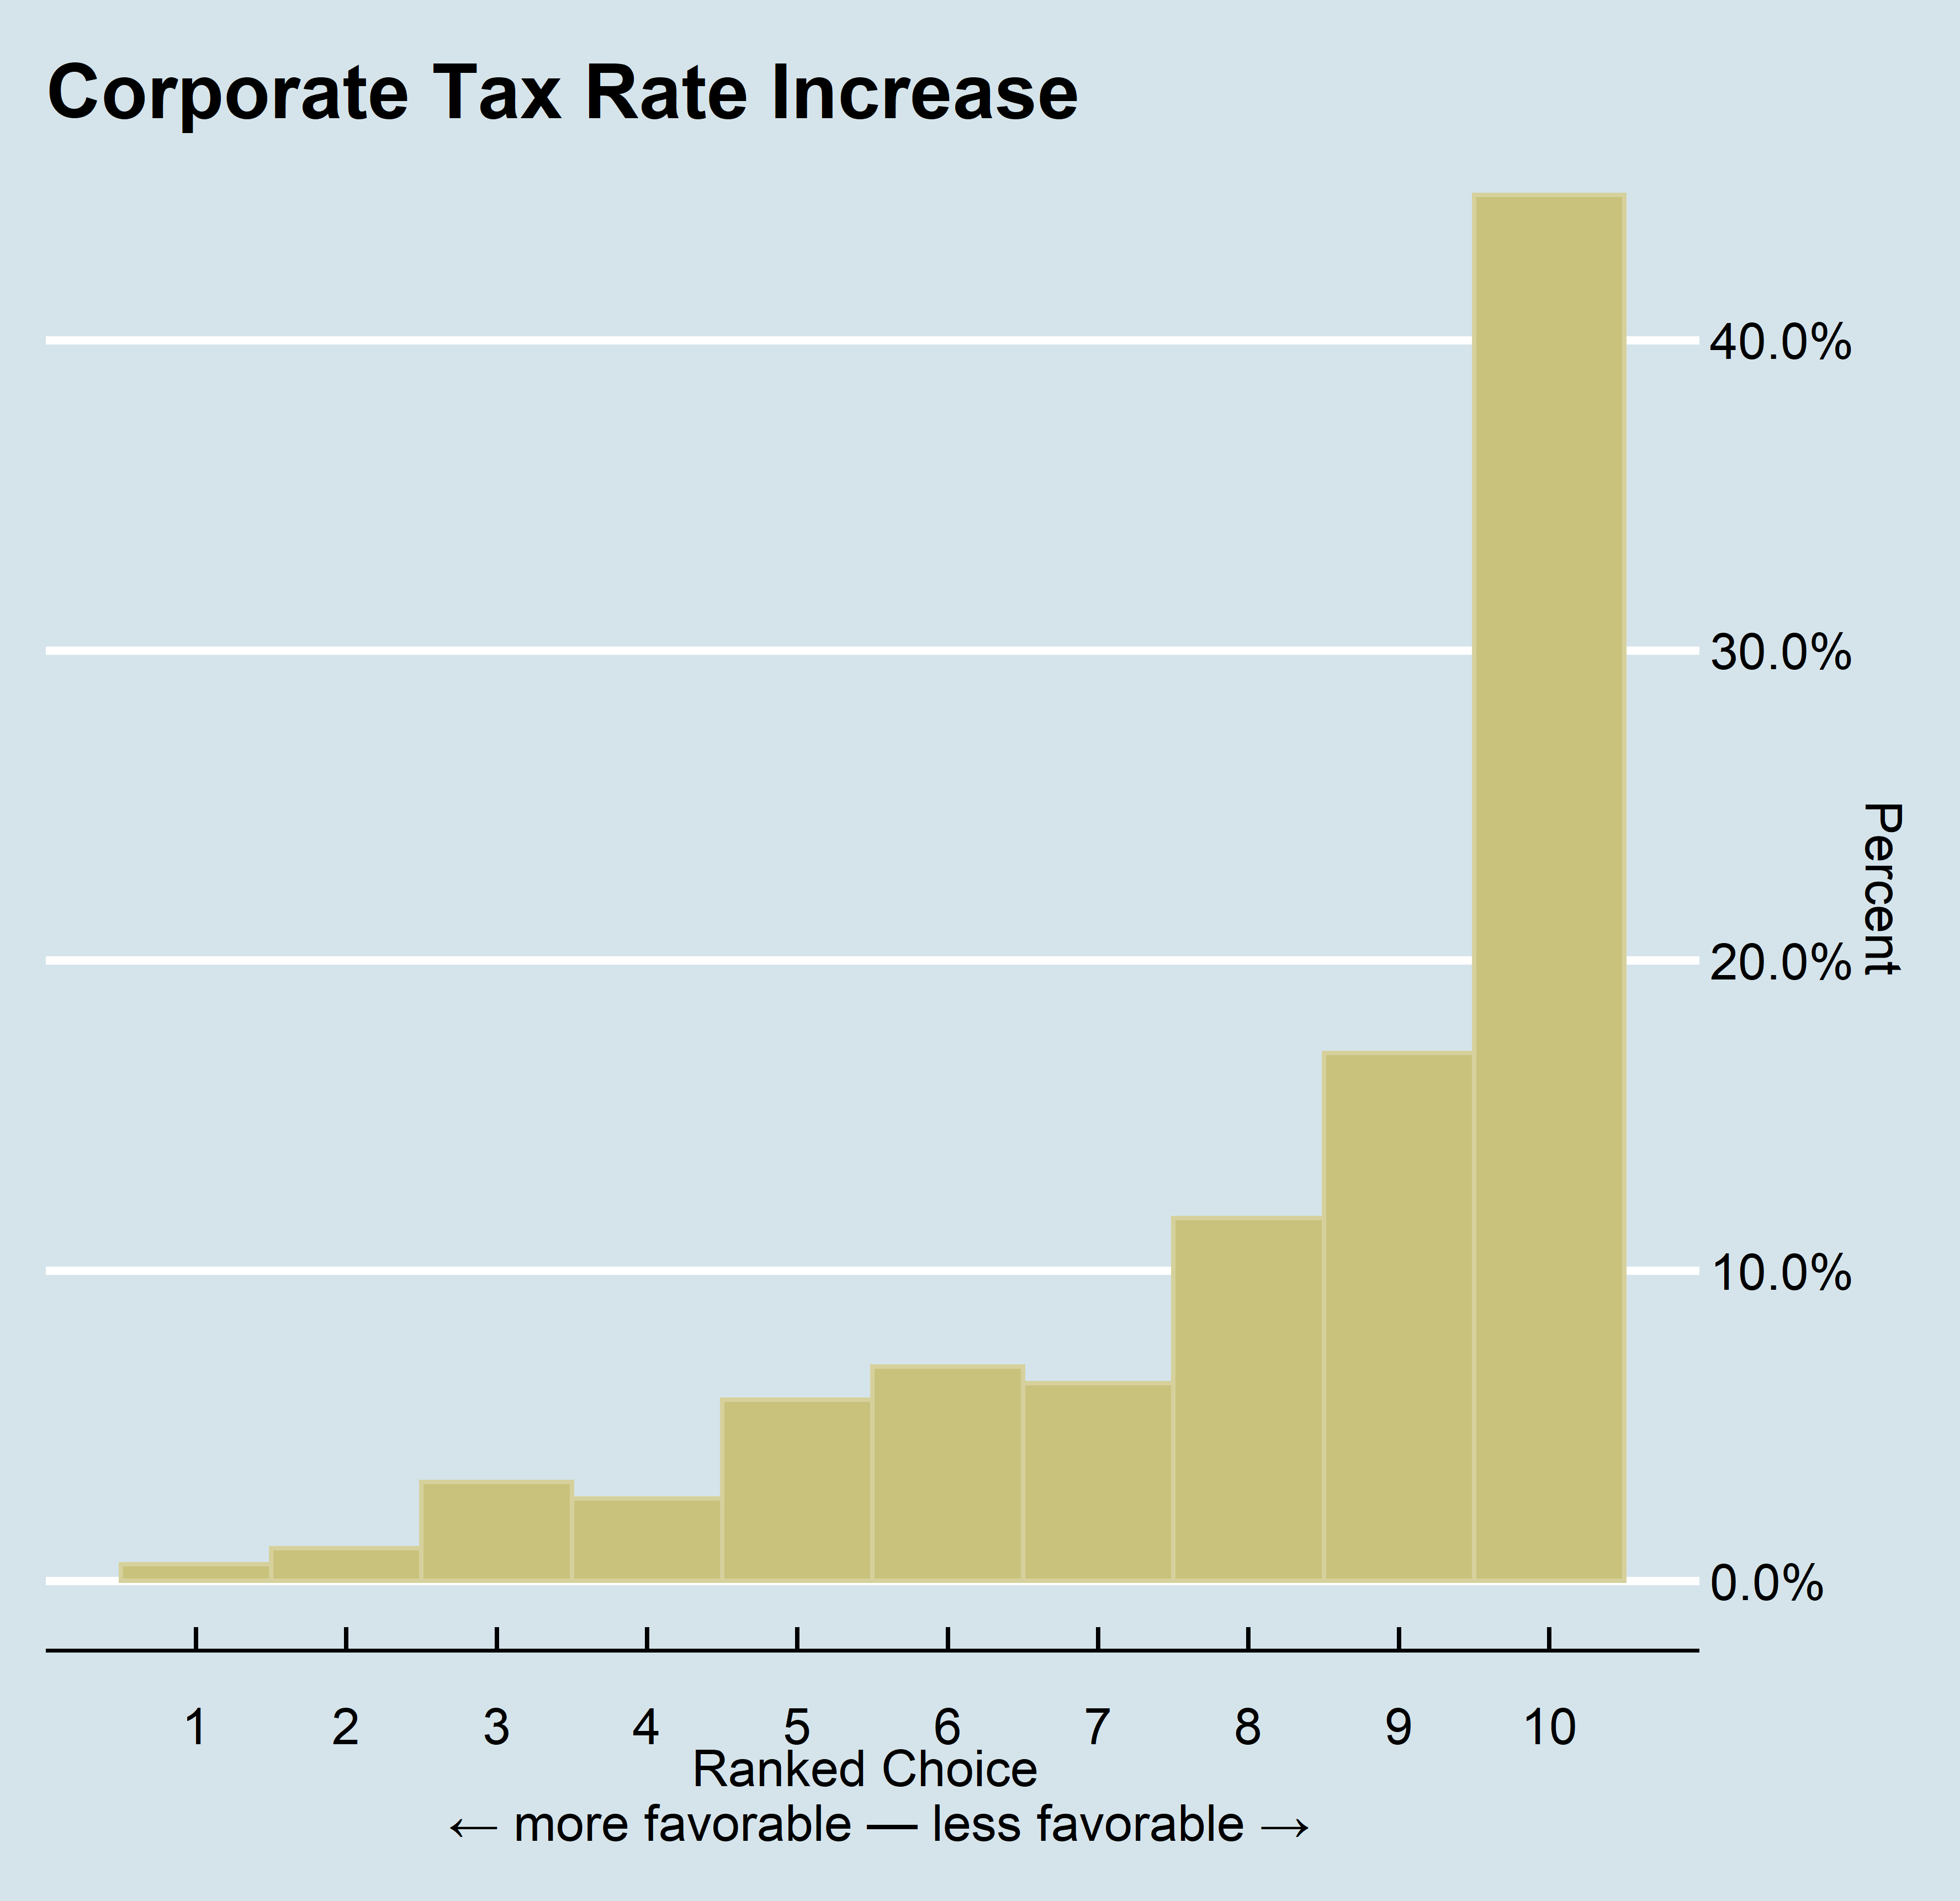 Corporate Tax Rate Increase
40.0%
30.0%
20.0%
10.0%
0.0%
Percent
1 2 3 4 5 6 7 8 9 10
Ranked Choice
← more favorable — less favorable →